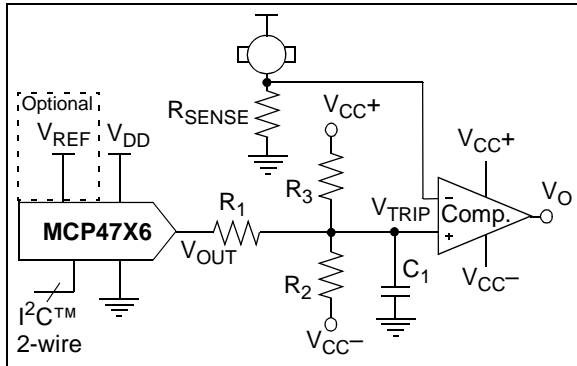 Optional
VREF
VDD
RSENSE
VCC+
R3
VCC+
VO
MCP47X6
R1
VTRIP
Comp.
−
+
VOUT
R2
C1
VCC−
VCC−
I²C™
2-wire